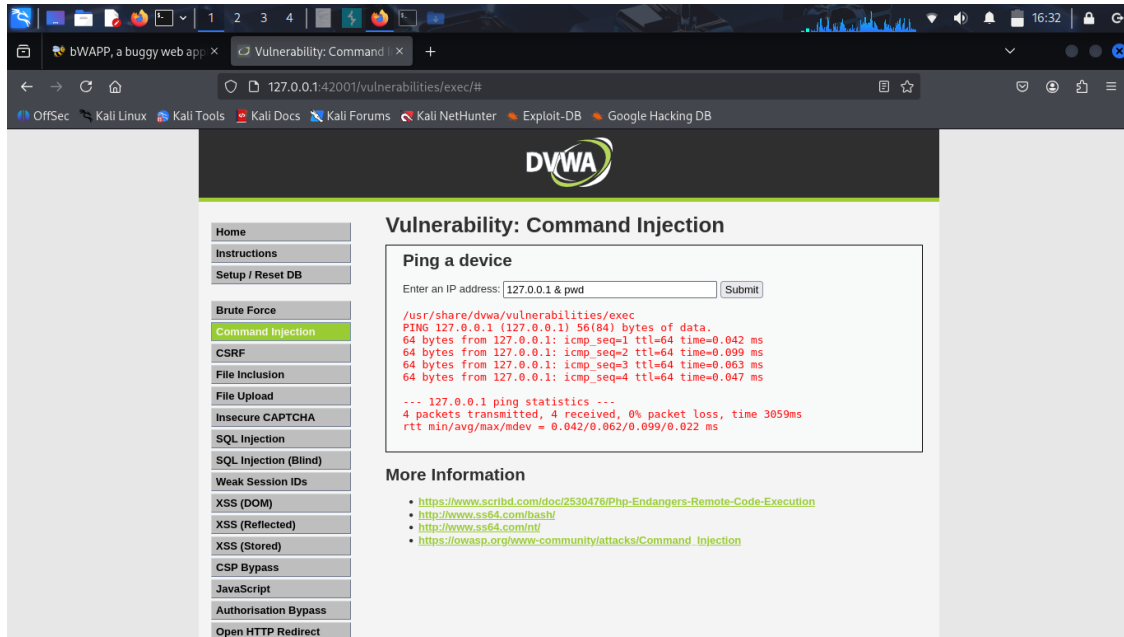 1 2 3 4 16:32 G
bWAPP, a buggy web app × Vulnerability: Command I × +
127.0.0.1:42001/vulnerabilities/exec/#
OffSec Kali Linux Kali Tools Kali Docs Kali Forums Kali NetHunter Exploit-DB Google Hacking DB
DVWA
Home
Instructions
Setup / Reset DB
Brute Force
Command Injection
CSRF
File Inclusion
File Upload
Insecure CAPTCHA
SQL Injection
SQL Injection (Blind)
Weak Session IDs
XSS (DOM)
XSS (Reflected)
XSS (Stored)
CSP Bypass
JavaScript
Authorisation Bypass
Open HTTP Redirect
Vulnerability: Command Injection
Ping a device
Enter an IP address: 127.0.0.1 & pwd Submit
/usr/share/dvwa/vulnerabilities/exec
PING 127.0.0.1 (127.0.0.1) 56(84) bytes of data.
64 bytes from 127.0.0.1: icmp_seq=1 ttl=64 time=0.042 ms
64 bytes from 127.0.0.1: icmp_seq=2 ttl=64 time=0.099 ms
64 bytes from 127.0.0.1: icmp_seq=3 ttl=64 time=0.063 ms
64 bytes from 127.0.0.1: icmp_seq=4 ttl=64 time=0.047 ms
--- 127.0.0.1 ping statistics ---
4 packets transmitted, 4 received, 0% packet loss, time 3059ms
rtt min/avg/max/mdev = 0.042/0.062/0.099/0.022 ms
More Information
https://www.scribd.com/doc/2530476/Php-Endangers-Remote-Code-Execution
http://www.ss64.com/bash/
http://www.ss64.com/nt/
https://owasp.org/www-community/attacks/Command_Injection